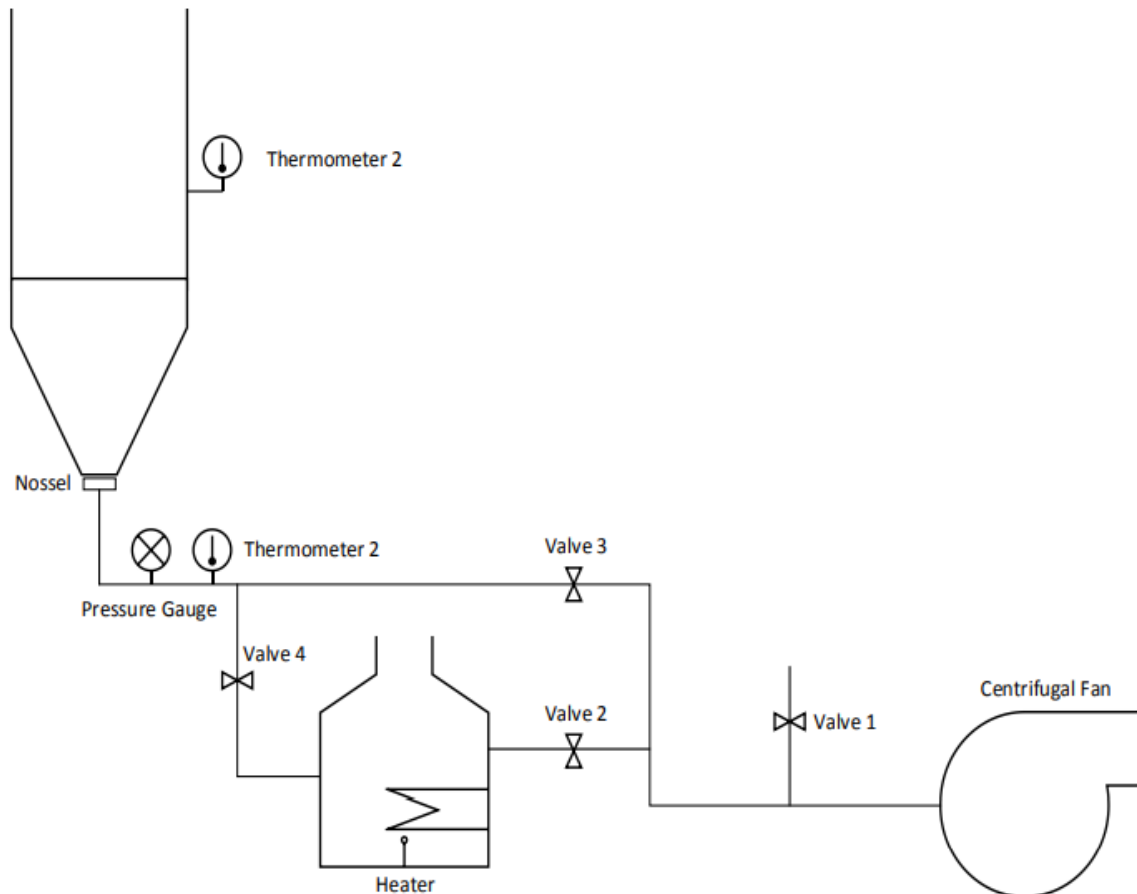 Thermometer 2
Nossel
Thermometer 2
Valve 3
Pressure Gauge
Valve 4
Valve 2
Centrifugal Fan
Valve 1
Heater